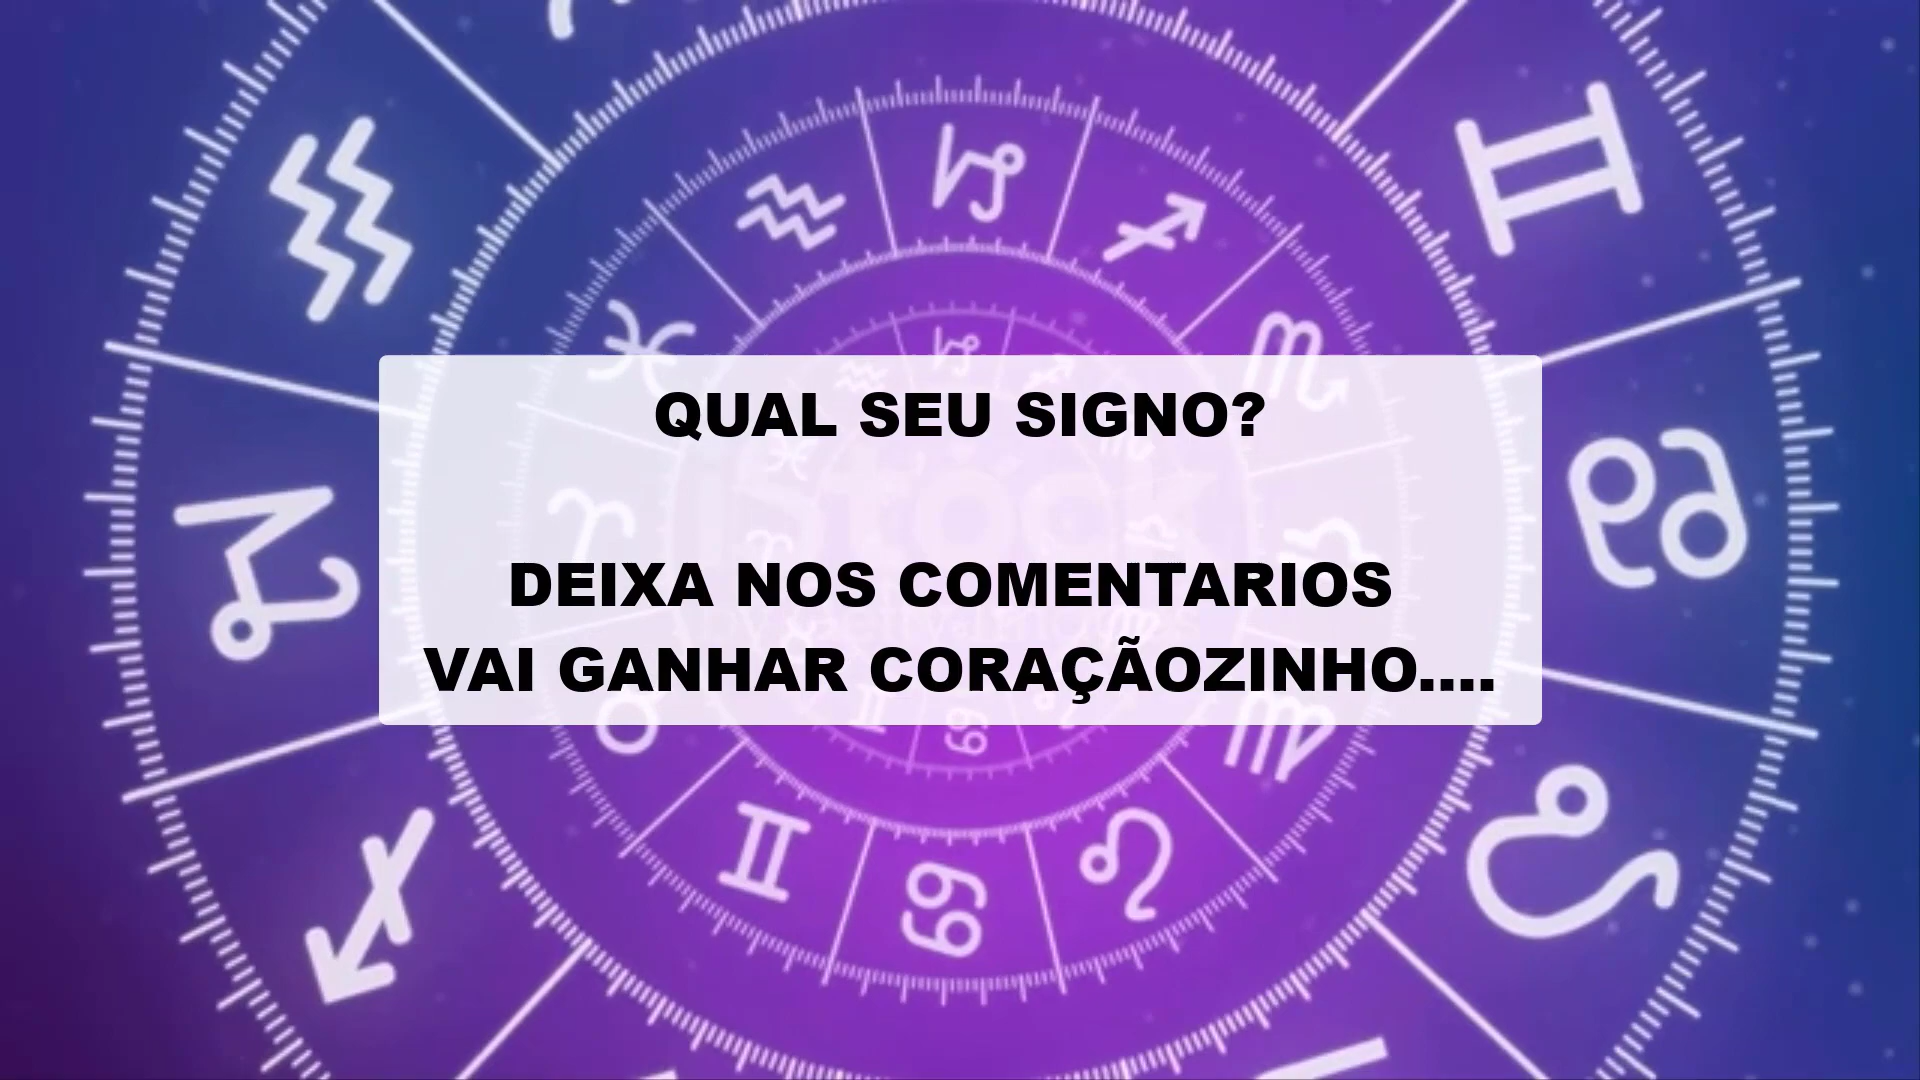 QUAL SEU SIGNO?
DEIXA NOS COMENTARIOS
VAI GANHAR CORAÇÃOZINHO....